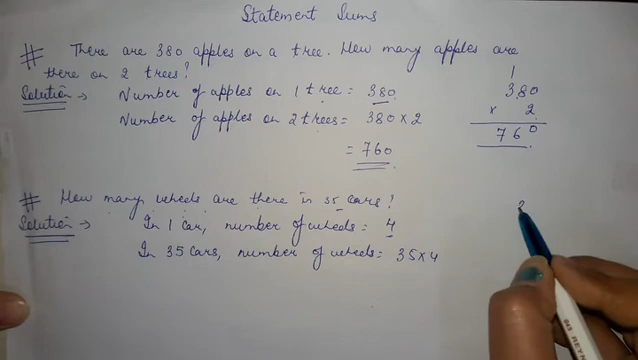 Statement Sums
# There are 380 apples on a tree. How many apples are
there on 2 trees?
Solution → Number of apples on 1 tree = 380
Number of apples on 2 trees = 380 × 2
= 760
1
380
× 2
760
# How many wheels are there in 35 cars?
Solution → In 1 car, number of wheels = 4
In 35 cars, number of wheels = 35 × 4